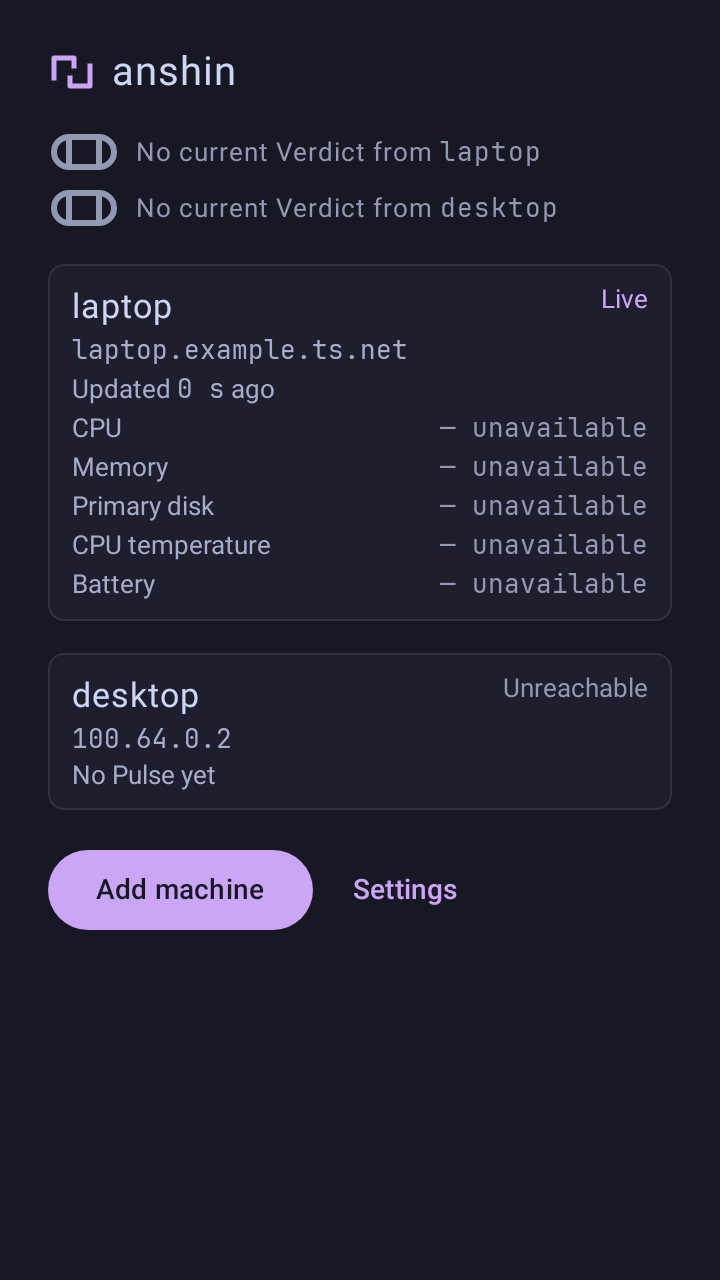 anshin
No current Verdict from laptop
No current Verdict from desktop
laptop Live
laptop.example.ts.net
Updated 0 s ago
CPU — unavailable
Memory — unavailable
Primary disk — unavailable
CPU temperature — unavailable
Battery — unavailable
desktop Unreachable
100.64.0.2
No Pulse yet
Add machine Settings